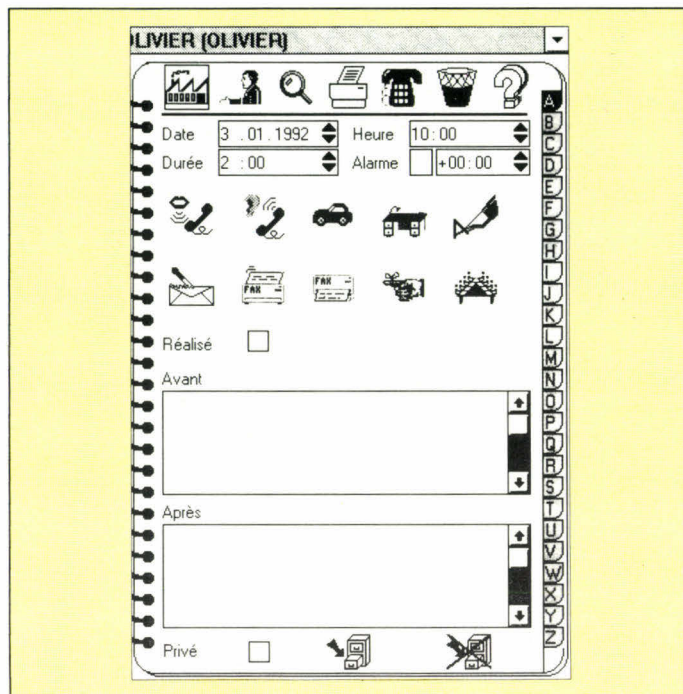 OLIVIER (OLIVIER)
Date 3 .01.1992 Heure 10:00
Durée 2 :00 Alarme +00:00
FAX FAX
Réalisé
Avant
Après
Privé
A
B
C
D
E
F
G
H
I
J
K
L
M
N
O
P
Q
R
S
T
U
V
W
X
Y
Z